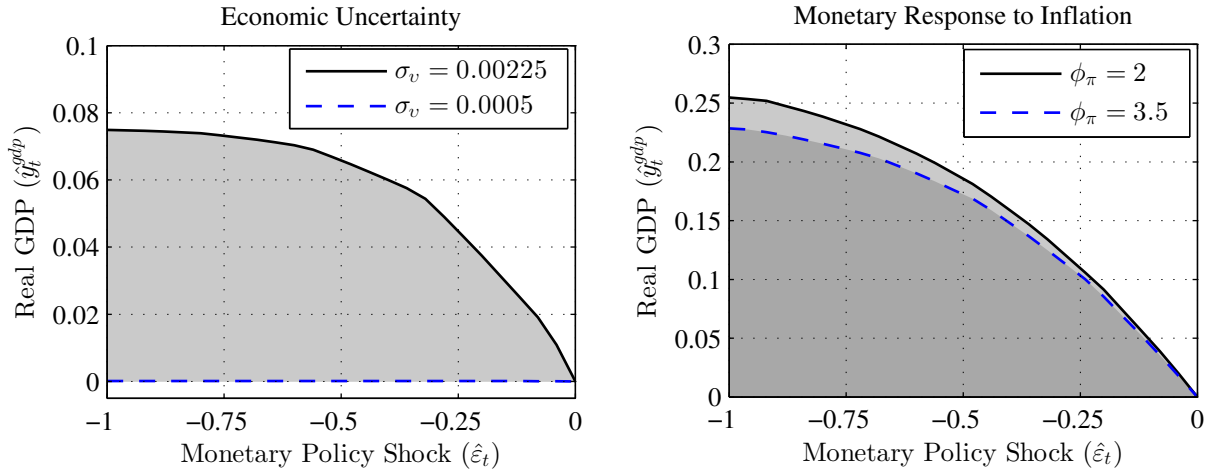 Economic Uncertainty
0.1
0.08
0.06
0.04
0.02
0
Real GDP (ŷ_t^{gdp})
σ_υ = 0.00225
σ_υ = 0.0005
−1
−0.75
−0.5
−0.25
0
Monetary Policy Shock (ε̂_t)
Monetary Response to Inflation
0.3
0.25
0.2
0.15
0.1
0.05
0
Real GDP (ŷ_t^{gdp})
ϕ_π = 2
ϕ_π = 3.5
−1
−0.75
−0.5
−0.25
0
Monetary Policy Shock (ε̂_t)